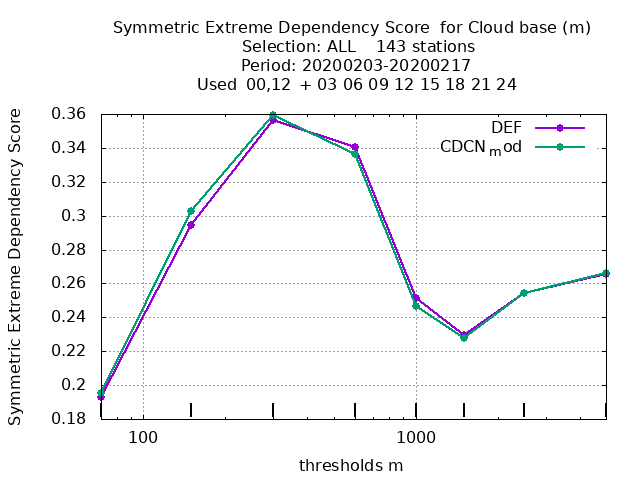 Symmetric Extreme Dependency Score  for Cloud base (m)
Selection: ALL    143 stations
Period: 20200203-20200217
Used  00,12  + 03 06 09 12 15 18 21 24
Symmetric Extreme Dependency Score
0.36
0.34
0.32
0.3
0.28
0.26
0.24
0.22
0.2
0.18
DEF
CDCNmod
100
1000
thresholds m